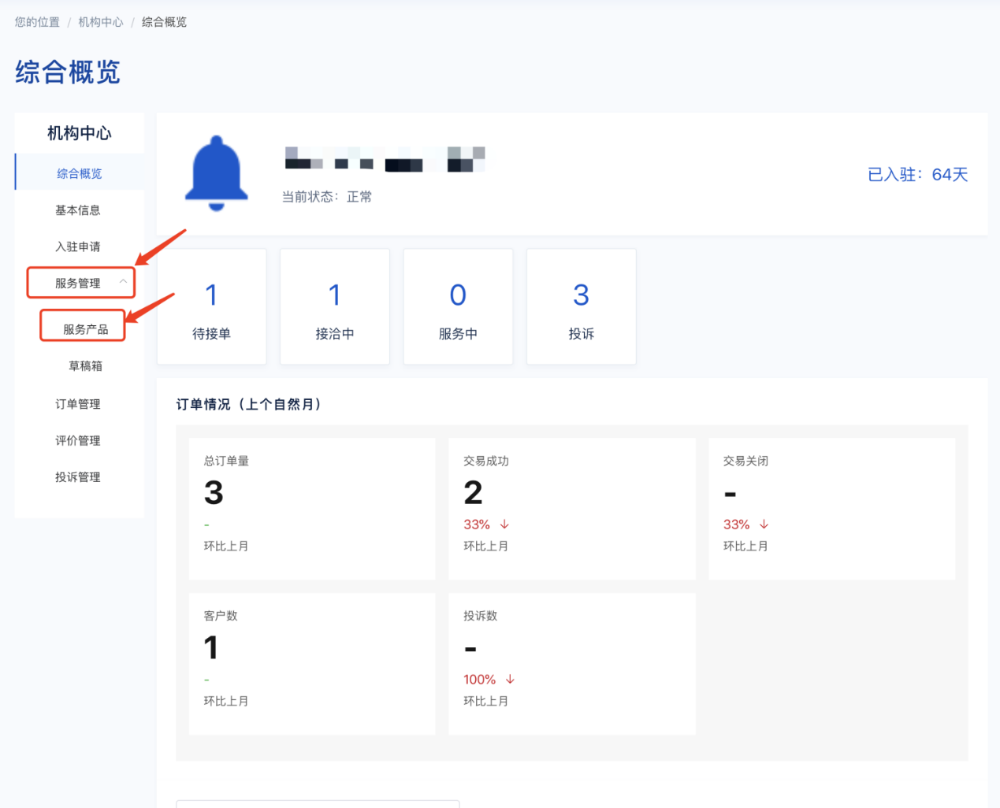 您的位置 / 机构中心 / 综合概览
综合概览
机构中心
综合概览
基本信息
入驻申请
服务管理
服务产品
草稿箱
订单管理
评价管理
投诉管理
当前状态：正常
已入驻：64天
1
待接单
1
接洽中
0
服务中
3
投诉
订单情况（上个自然月）
总订单量
3
-
环比上月
交易成功
2
33% ↓
环比上月
交易关闭
-
33% ↓
环比上月
客户数
1
-
环比上月
投诉数
-
100% ↓
环比上月